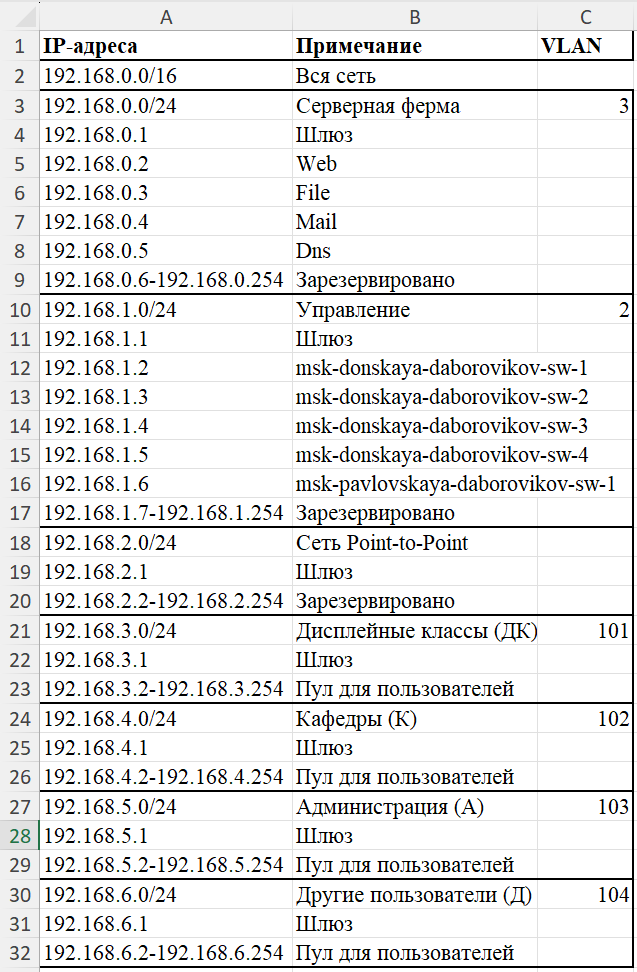 A B C
1 IP-адреса Примечание VLAN
2 192.168.0.0/16 Вся сеть
3 192.168.0.0/24 Серверная ферма 3
4 192.168.0.1 Шлюз
5 192.168.0.2 Web
6 192.168.0.3 File
7 192.168.0.4 Mail
8 192.168.0.5 Dns
9 192.168.0.6-192.168.0.254 Зарезервировано
10 192.168.1.0/24 Управление 2
11 192.168.1.1 Шлюз
12 192.168.1.2 msk-donskaya-daborovikov-sw-1
13 192.168.1.3 msk-donskaya-daborovikov-sw-2
14 192.168.1.4 msk-donskaya-daborovikov-sw-3
15 192.168.1.5 msk-donskaya-daborovikov-sw-4
16 192.168.1.6 msk-pavlovskaya-daborovikov-sw-1
17 192.168.1.7-192.168.1.254 Зарезервировано
18 192.168.2.0/24 Сеть Point-to-Point
19 192.168.2.1 Шлюз
20 192.168.2.2-192.168.2.254 Зарезервировано
21 192.168.3.0/24 Дисплейные классы (ДК) 101
22 192.168.3.1 Шлюз
23 192.168.3.2-192.168.3.254 Пул для пользователей
24 192.168.4.0/24 Кафедры (К) 102
25 192.168.4.1 Шлюз
26 192.168.4.2-192.168.4.254 Пул для пользователей
27 192.168.5.0/24 Администрация (А) 103
28 192.168.5.1 Шлюз
29 192.168.5.2-192.168.5.254 Пул для пользователей
30 192.168.6.0/24 Другие пользователи (Д) 104
31 192.168.6.1 Шлюз
32 192.168.6.2-192.168.6.254 Пул для пользователей